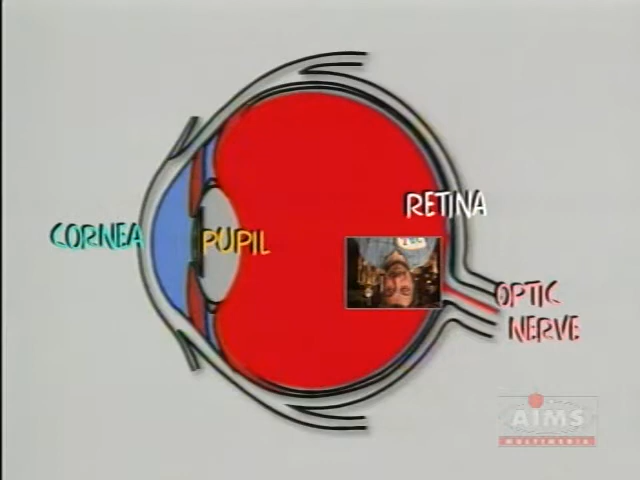 RETINA
CORNEA
PUPIL
OPTIC
NERVE
AIMS
MULTIMEDIA